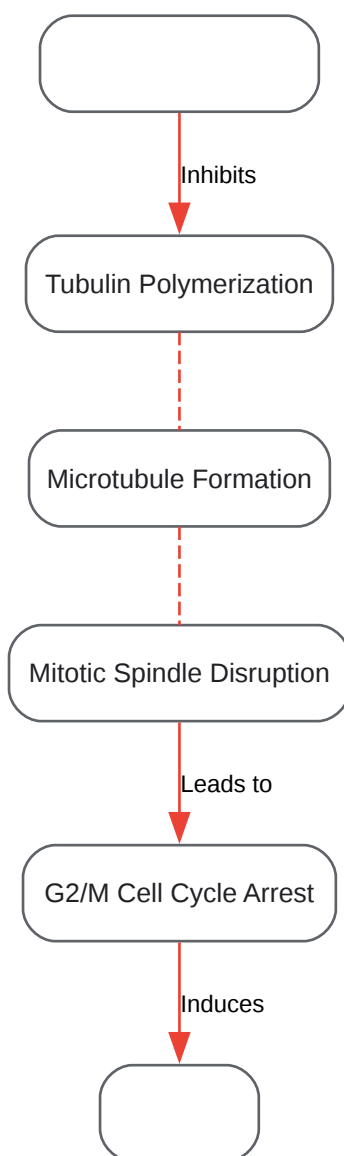 Inhibits
Tubulin Polymerization
Microtubule Formation
Mitotic Spindle Disruption
Leads to
G2/M Cell Cycle Arrest
Induces